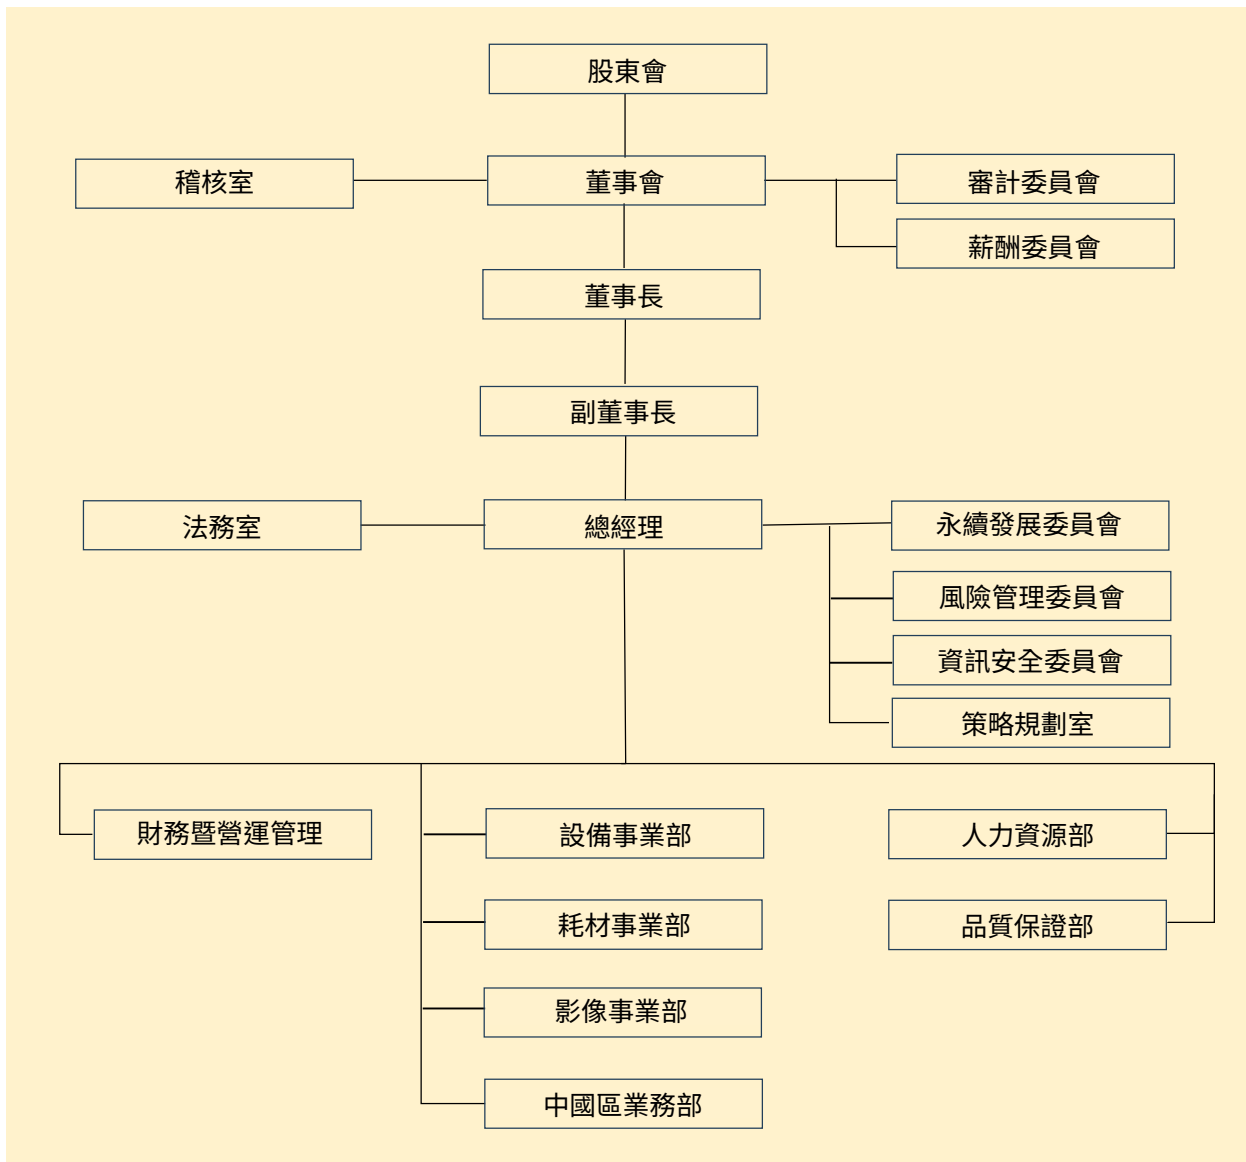 股東會
稽核室
董事會
審計委員會
薪酬委員會
董事長
副董事長
法務室
總經理
永續發展委員會
風險管理委員會
資訊安全委員會
策略規劃室
財務暨營運管理
設備事業部
人力資源部
耗材事業部
品質保證部
影像事業部
中國區業務部